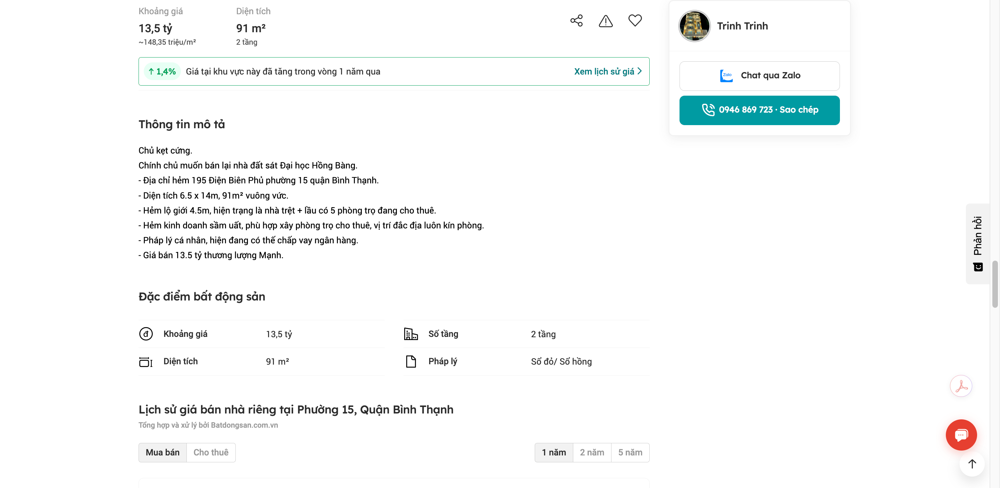 Khoảng giá
13,5 tỷ
~148,35 triệu/m²
Diện tích
91 m²
2 tầng
1,4% Giá tại khu vực này đã tăng trong vòng 1 năm qua
Xem lịch sử giá
Thông tin mô tả
Chủ kẹt cứng.
Chính chủ muốn bán lại nhà đất sát Đại học Hồng Bàng.
- Địa chỉ hẻm 195 Điện Biên Phủ phường 15 quận Bình Thạnh.
- Diện tích 6.5 x 14m, 91m² vuông vức.
- Hẻm lộ giới 4.5m, hiện trạng là nhà trệt + lầu có 5 phòng trọ đang cho thuê.
- Hẻm kinh doanh sầm uất, phù hợp xây phòng trọ cho thuê, vị trí đắc địa luôn kín phòng.
- Pháp lý cá nhân, hiện đang có thế chấp vay ngân hàng.
- Giá bán 13.5 tỷ thương lượng Mạnh.
Đặc điểm bất động sản
đ Khoảng giá 13,5 tỷ
Số tầng 2 tầng
Diện tích 91 m²
Pháp lý Sổ đỏ/ Sổ hồng
Lịch sử giá bán nhà riêng tại Phường 15, Quận Bình Thạnh
Tổng hợp và xử lý bởi Batdongsan.com.vn
Mua bán Cho thuê
1 năm 2 năm 5 năm
Trinh Trinh
Zalo Chat qua Zalo
0946 869 723 · Sao chép
Phản hồi